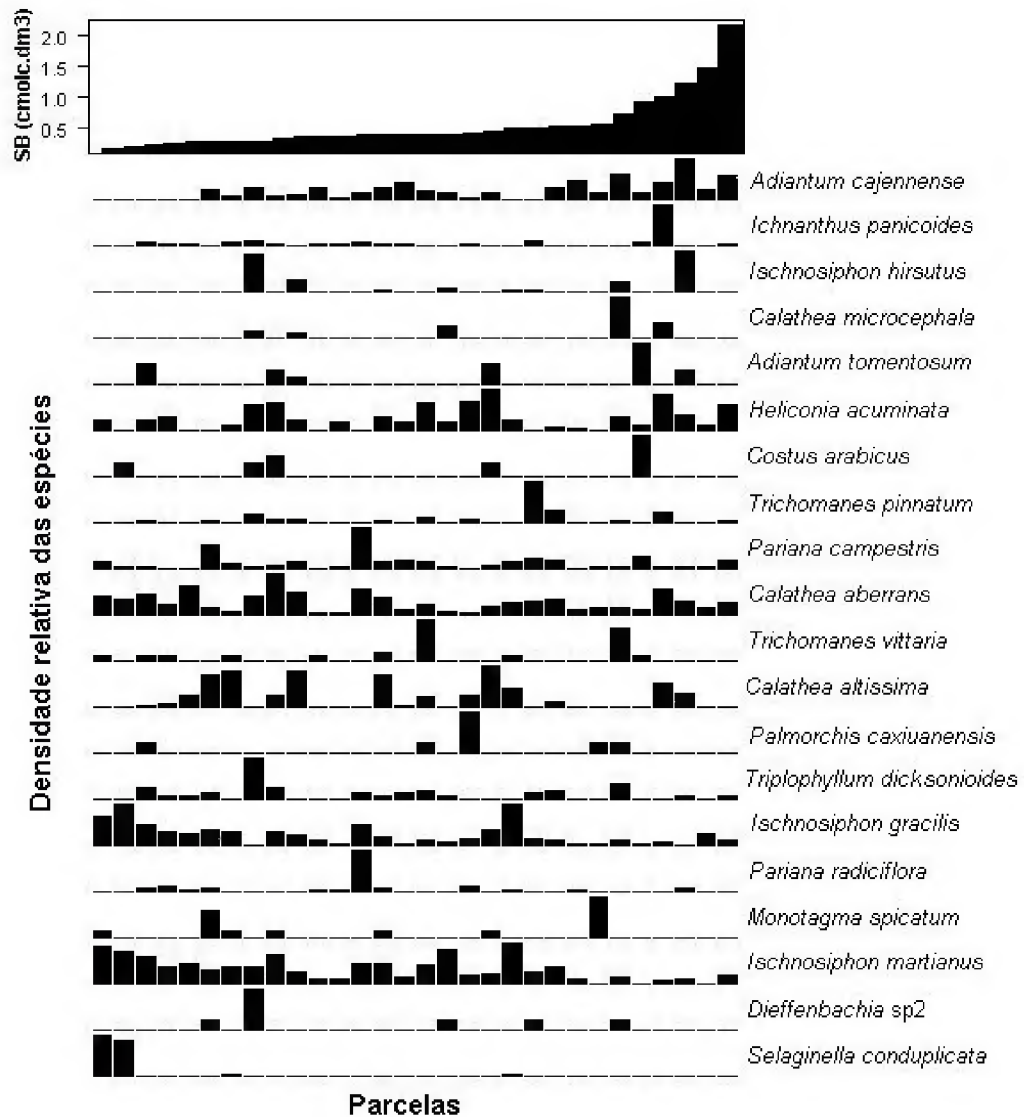 SB (cmolc.dm3)
2.0
1.5
1.0
0.5
Densidade relativa das espécies
Adiantum cajennense
Ichnanthus panicoides
Ischnosiphon hirsutus
Calathea microcephala
Adiantum tomentosum
Heliconia acuminata
Costus arabicus
Trichomanes pinnatum
Pariana campestris
Calathea aberrans
Trichomanes vittaria
Calathea altissima
Palmorchis caxiuanensis
Triplophyllum dicksonioides
Ischnosiphon gracilis
Pariana radiciflora
Monotagma spicatum
Ischnosiphon martianus
Dieffenbachia sp2
Selaginella conduplicata
Parcelas